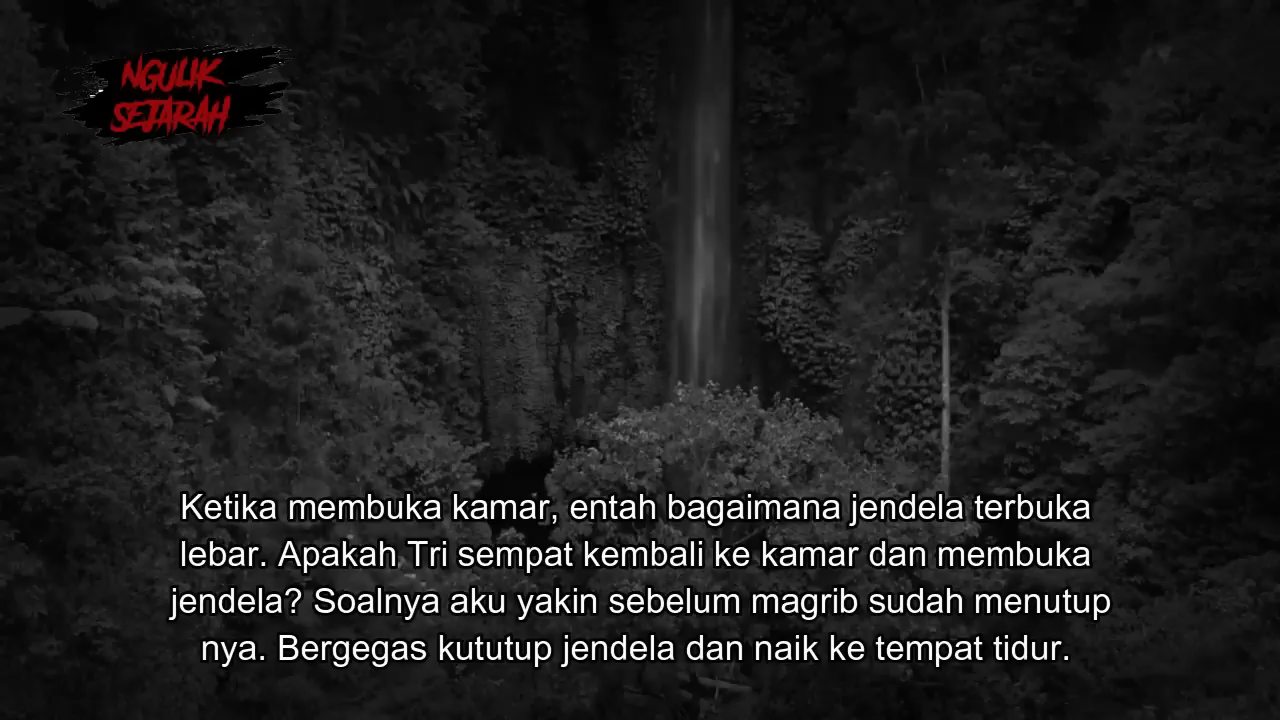 NGULIK
SEJARAH
Ketika membuka kamar, entah bagaimana jendela terbuka
lebar. Apakah Tri sempat kembali ke kamar dan membuka
jendela? Soalnya aku yakin sebelum magrib sudah menutup
nya. Bergegas kututup jendela dan naik ke tempat tidur.